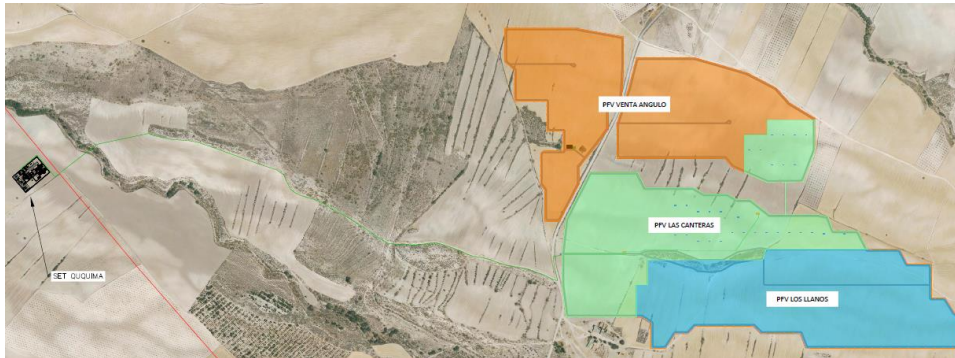 PFV VENTA ANGULO
PFV LAS CANTERAS
SET QUQUIMA
PFV LOS LLANOS